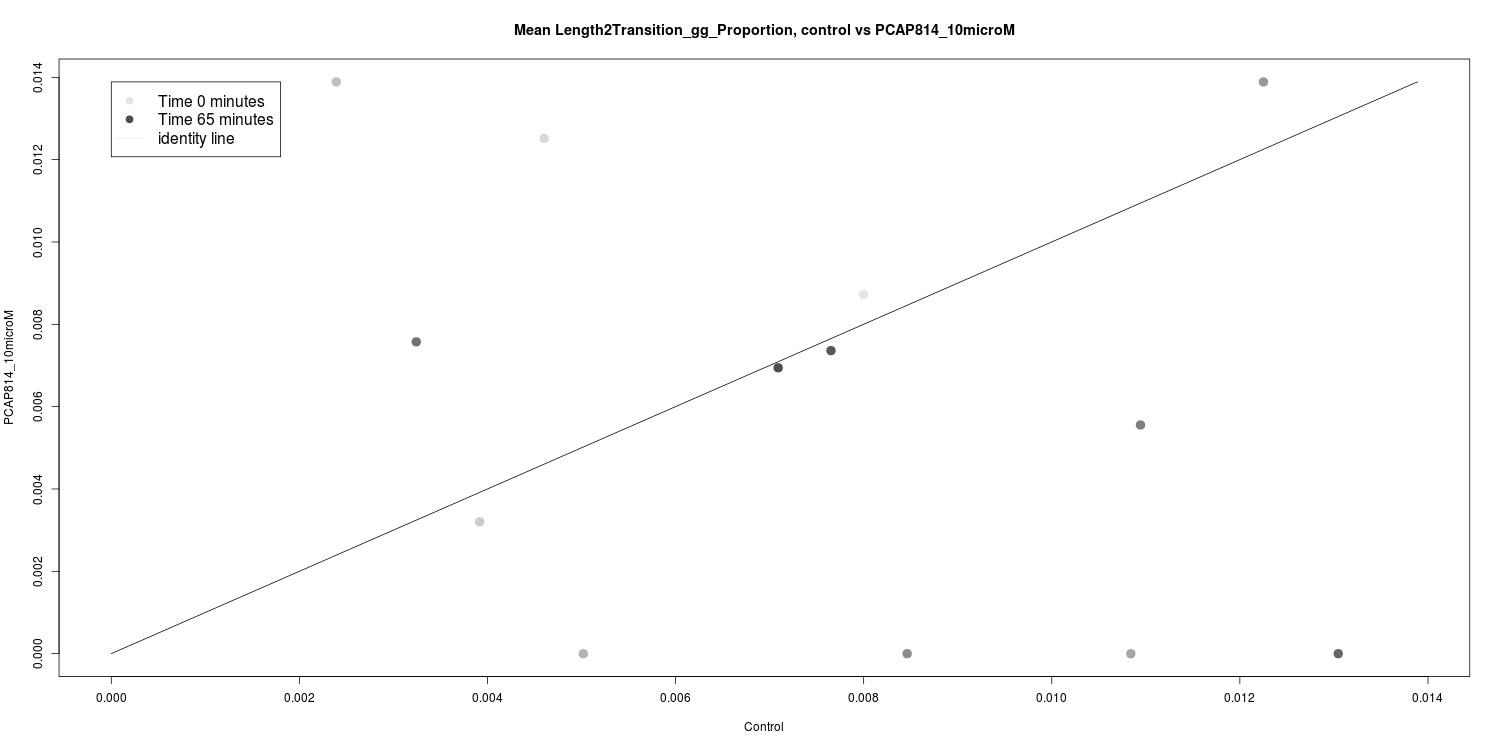 Mean Length2Transition_gg_Proportion, control vs PCAP814_10microM
Time 0 minutes
Time 65 minutes
identity line
PCAP814_10microM
0.014
0.012
0.010
0.008
0.006
0.004
0.002
0.000
0.000 0.002 0.004 0.006 0.008 0.010 0.012 0.014
Control